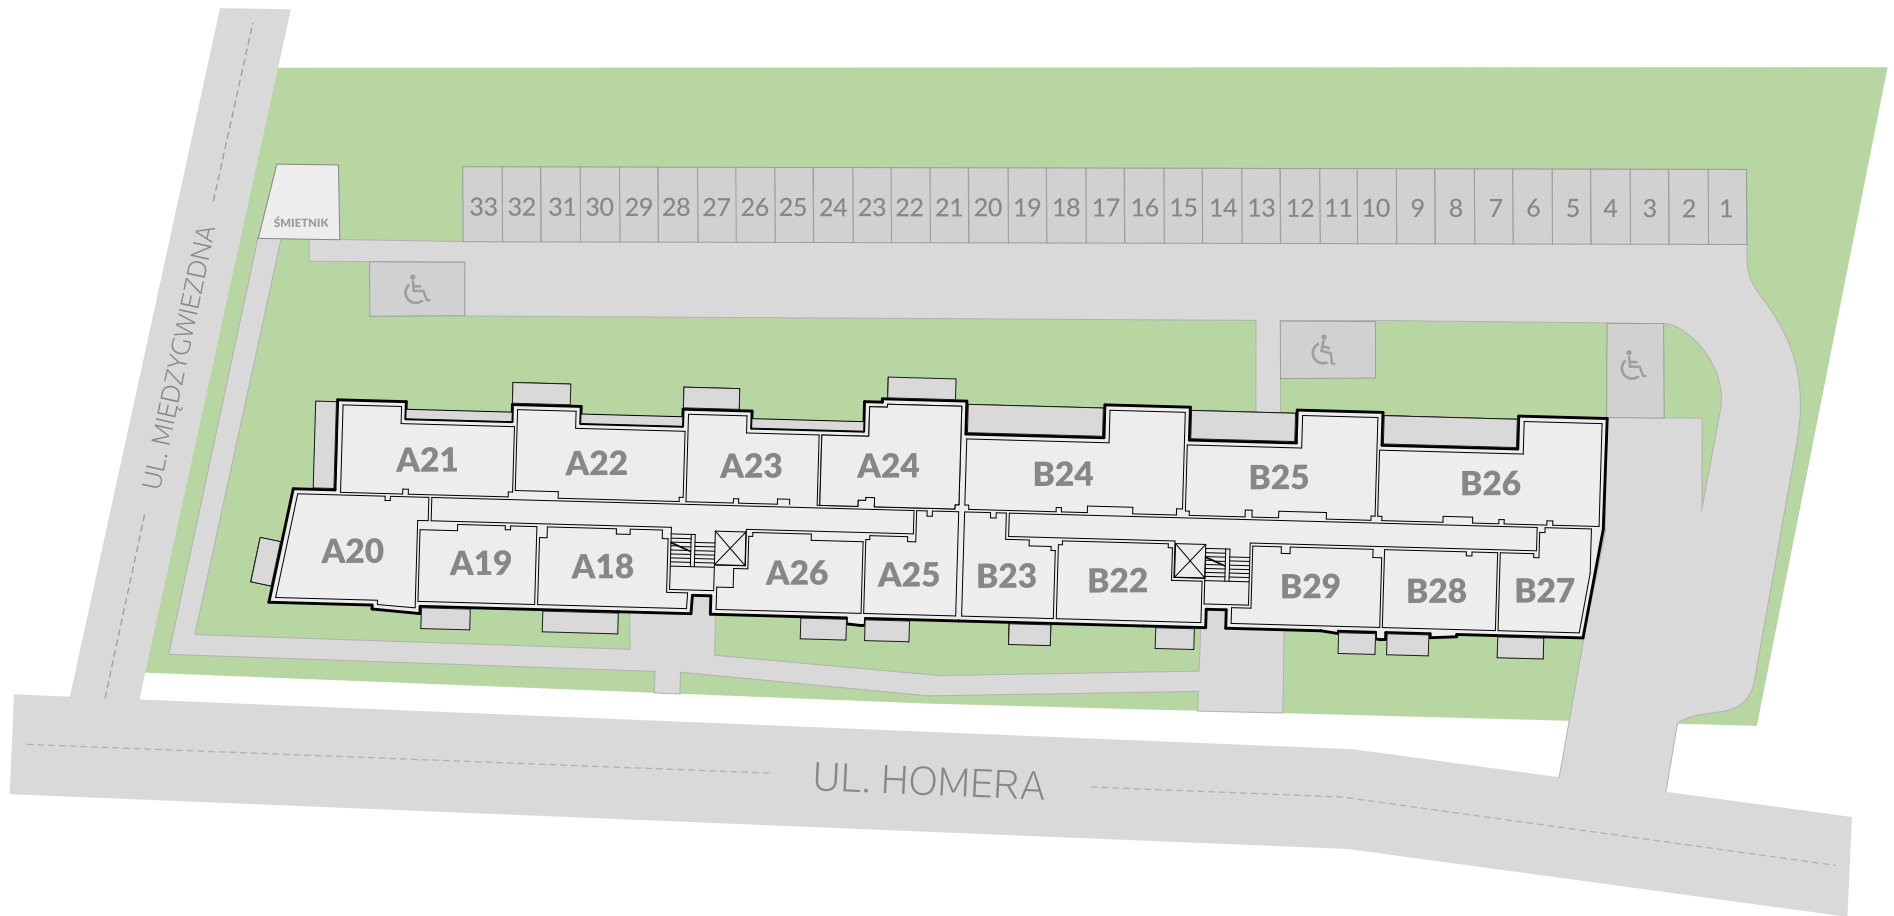 ŚMIETNIK
33 32 31 30 29 28 27 26 25 24 23 22 21 20 19 18 17 16 15 14 13 12 11 10 9 8 7 6 5 4 3 2 1
UL. MIĘDZYGWIEZDNA
A21 A22 A23 A24 B24 B25 B26
A20 A19 A18 A26 A25 B23 B22 B29 B28 B27
UL. HOMERA